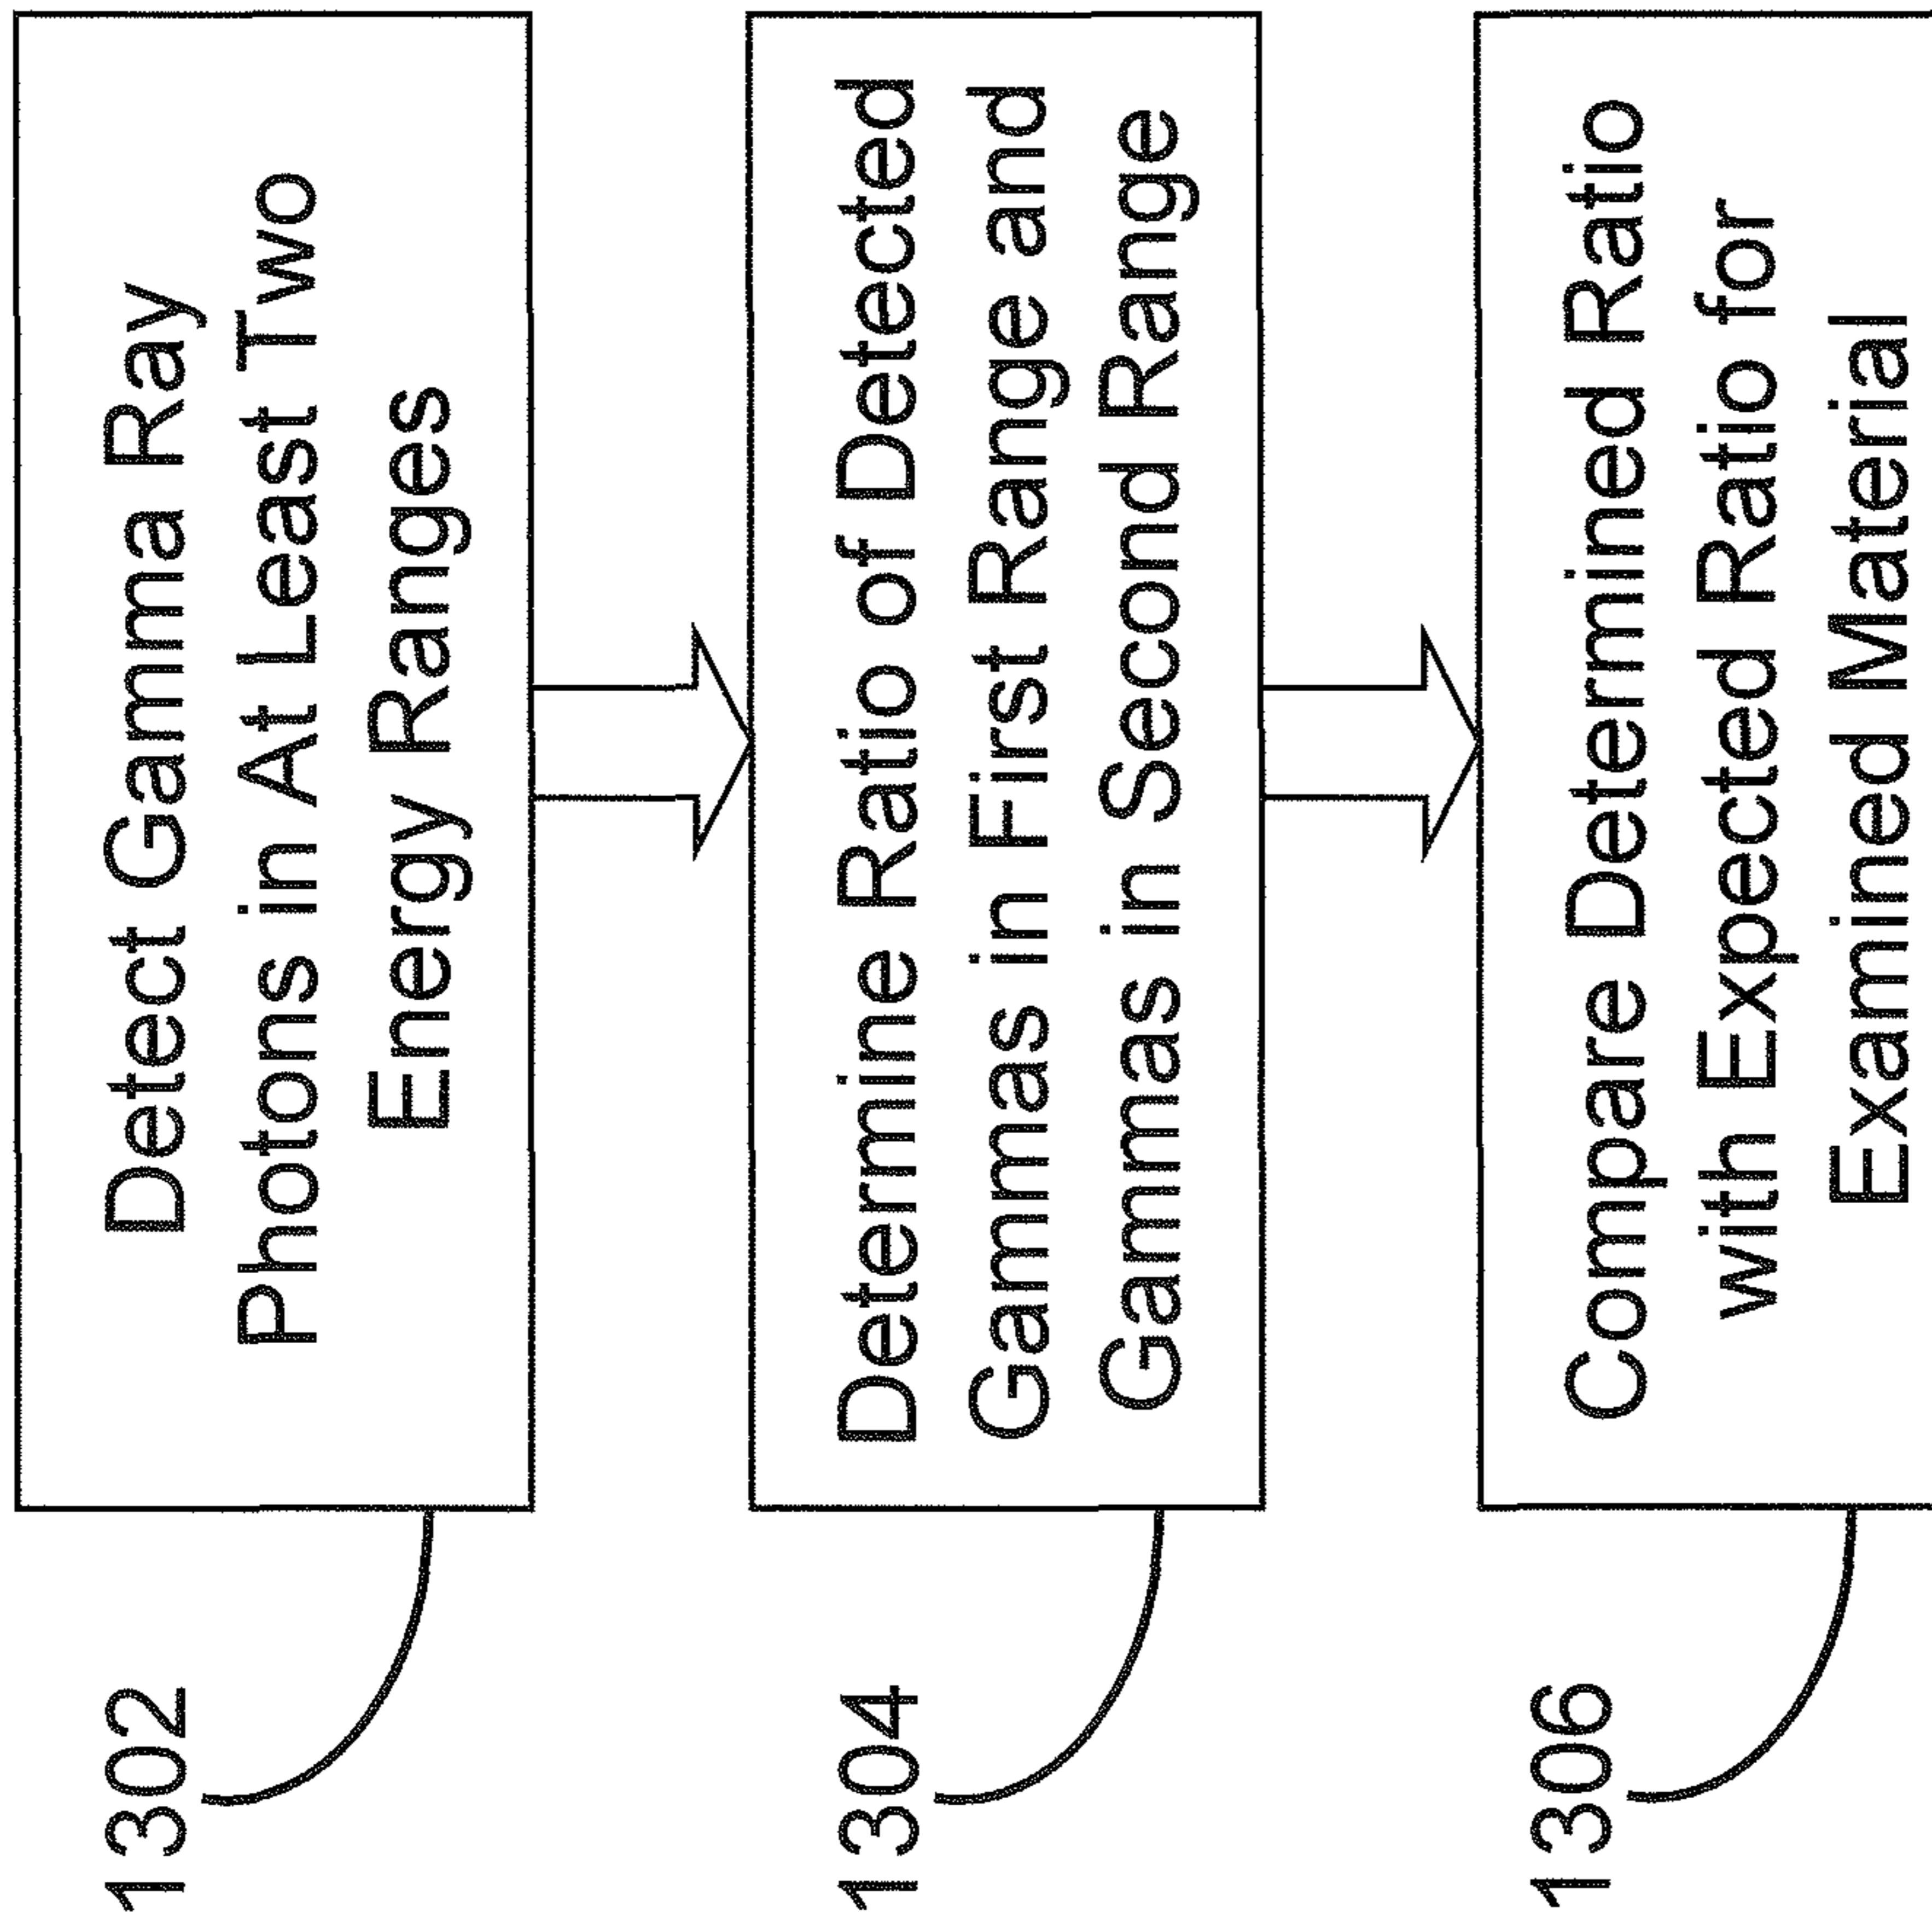 1302
Detect Gamma Ray
Photons in At Least Two
Energy Ranges
1304
Determine Ratio of Detected
Gammas in First Range and
Gammas in Second Range
1306
Compare Determined Ratio
with Expected Ratio for
Examined Material